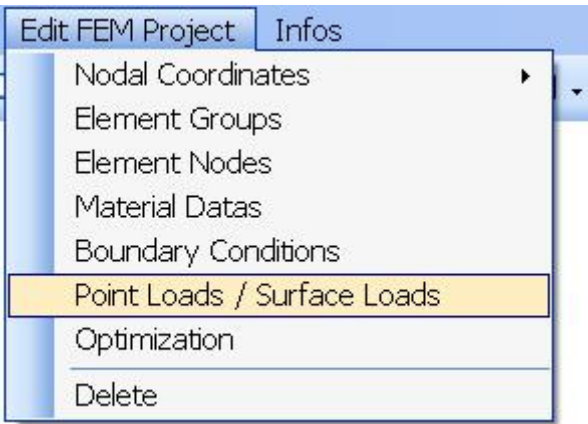 Edit FEM Project Infos
Nodal Coordinates
Element Groups
Element Nodes
Material Datas
Boundary Conditions
Point Loads / Surface Loads
Optimization
Delete